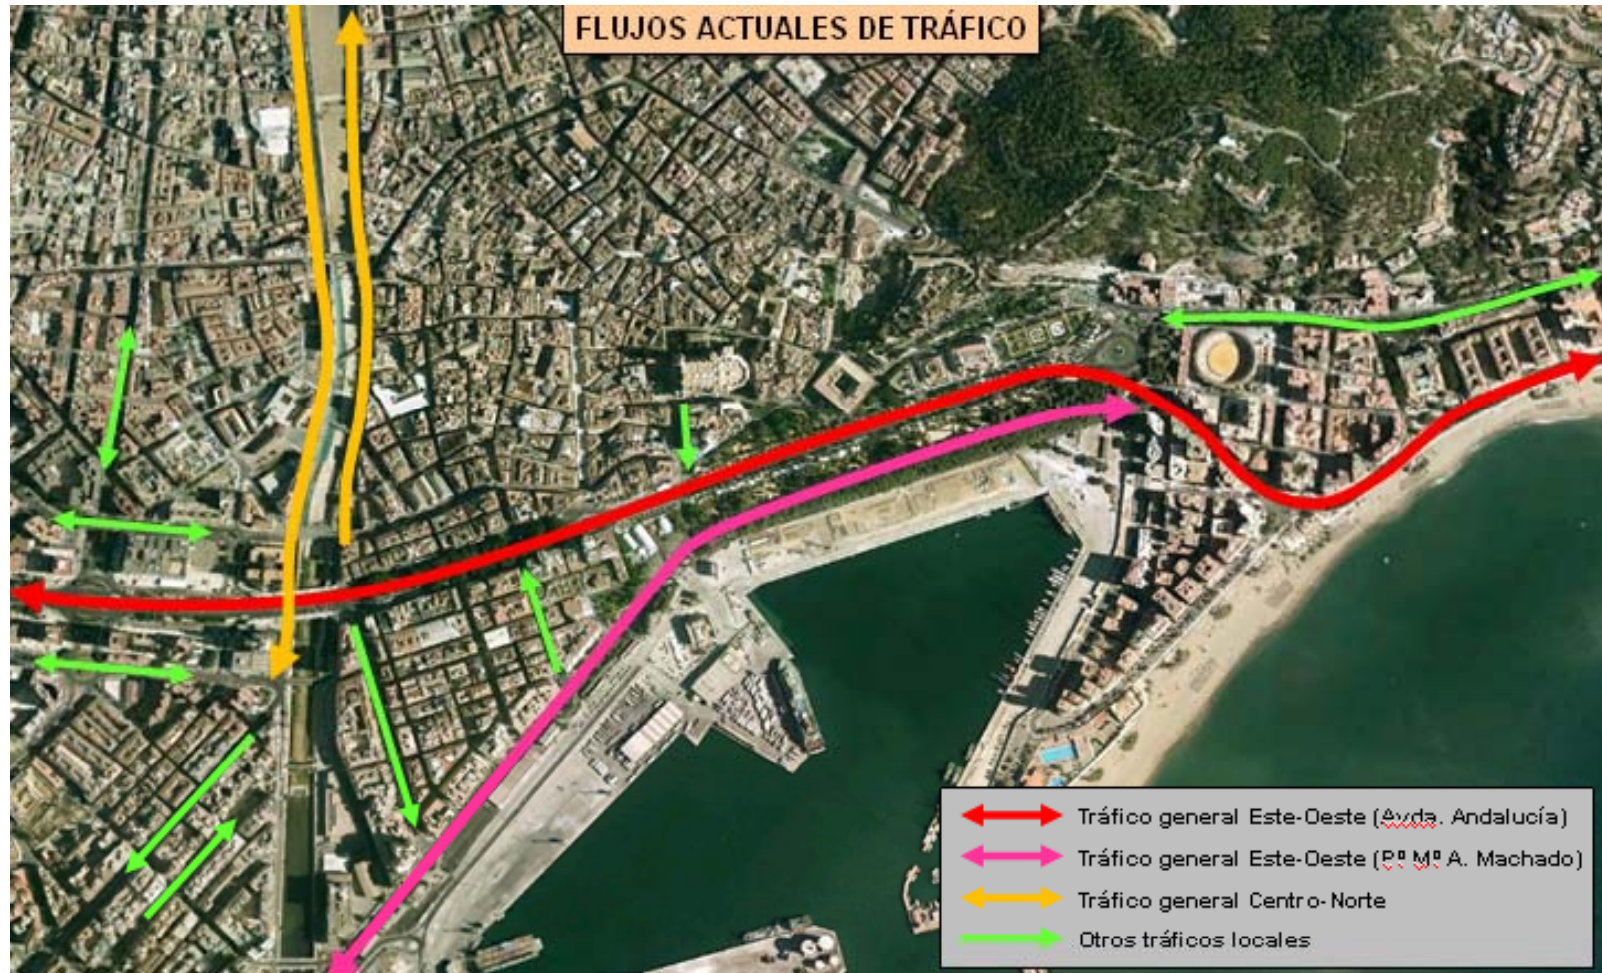 FLUJOS ACTUALES DE TRÁFICO
Tráfico general Este-Oeste (Avda. Andalucía)
Tráfico general Este-Oeste (Pº Mº A. Machado)
Tráfico general Centro-Norte
Otros tráficos locales